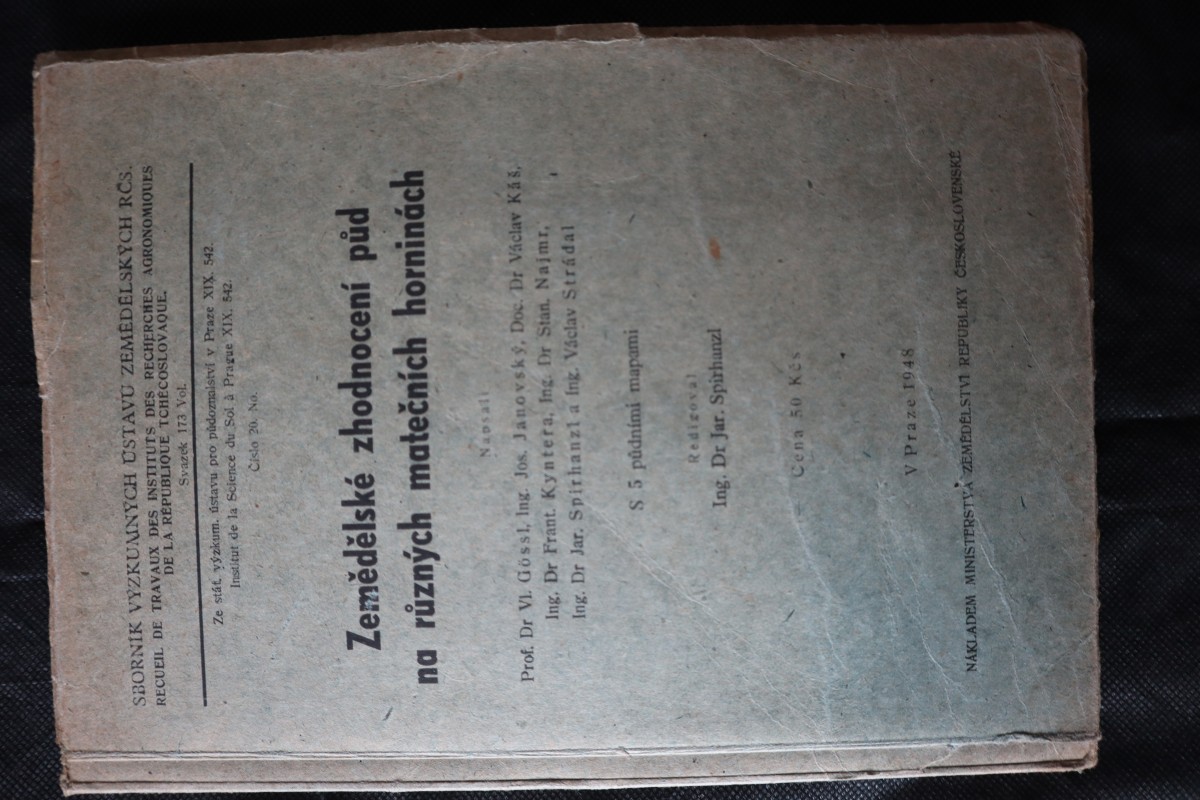 SBORNÍK VÝZKUMNÝCH ÚSTAVŮ ZEMĚDĚLSKÝCH RČS.
RECUEIL DE TRAVAUX DES INSTITUTS DES RECHERCHES AGRONOMIQUES
DE LA RÉPUBLIQUE TCHÉCOSLOVAQUE.
Svazek 173 Vol.
Ze stát. výzkum. ústavu pro půdoznalství v Praze XIX. 542.
Institut de la Science du Sol à Prague XIX. 542.
Číslo 20. No.
Zemědělské zhodnocení půd
na různých matečních horninách
Napsali
Prof. Dr Vl. Gössl, Ing. Jos. Janovský, Doc. Dr Václav Káš,
Ing. Dr Frant. Kyntera, Ing. Dr Stan. Najmr,
Ing. Dr Jar. Spirhanzl a Ing. Václav Strádal
S 5 půdními mapami
Redigoval
Ing. Dr Jar. Spirhanzl
Cena 50 Kčs
V Praze 1948
NÁKLADEM MINISTERSTVA ZEMĚDĚLSTVÍ REPUBLIKY ČESKOSLOVENSKÉ